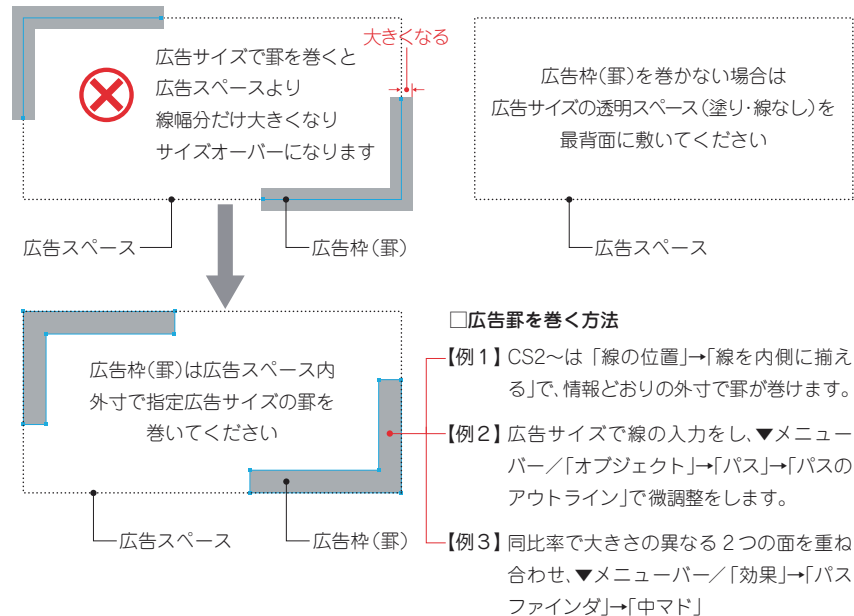 大きくなる
広告サイズで罫を巻くと
広告スペースより
線幅分だけ大きくなり
サイズオーバーになります
広告スペース
広告枠（罫）
広告枠（罫）を巻かない場合は
広告サイズの透明スペース（塗り・線なし）を
最背面に敷いてください
広告スペース
広告枠（罫）は広告スペース内
外寸で指定広告サイズの罫を
巻いてください
広告スペース
広告枠（罫）
□広告罫を巻く方法
【例１】CS2～は「線の位置」→「線を内側に揃え
る」で、情報どおりの外寸で罫が巻けます。
【例２】広告サイズで線の入力をし、▼メニュー
バー／「オブジェクト」→「パス」→「パスの
アウトライン」で微調整をします。
【例３】同比率で大きさの異なる２つの面を重ね
合わせ、▼メニューバー／「効果」→「パス
ファインダ」→「中マド」